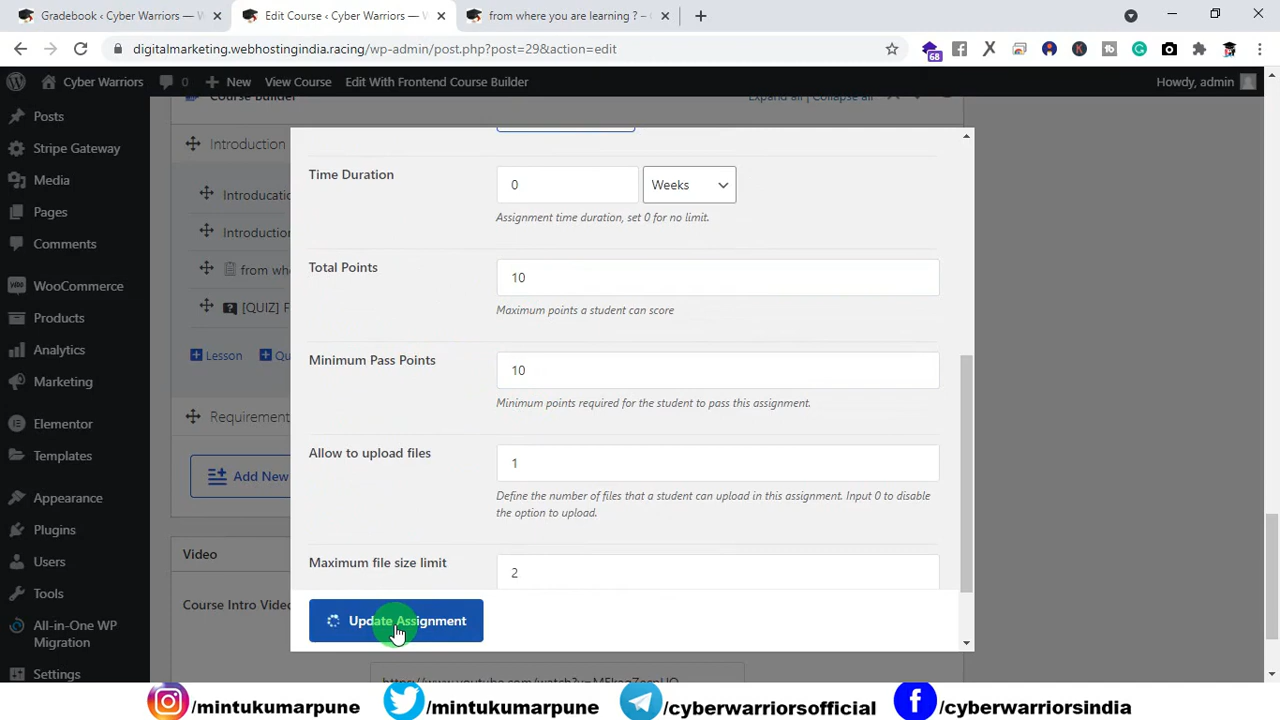 Gradebook < Cyber Warriors — W
Edit Course < Cyber Warriors — W
from where you are learning ? –
digitalmarketing.webhostingindia.racing/wp-admin/post.php?post=29&action=edit
68
Cyber Warriors
0
New
View Course
Edit With Frontend Course Builder
Howdy, admin
Posts
Stripe Gateway
Media
Pages
Comments
WooCommerce
Products
Analytics
Marketing
Elementor
Templates
Appearance
Plugins
Users
Tools
All-in-One WP
Migration
Settings
Course builder
Expand all | Collapse all
Introduction
Introducation
Introduction
from whe
[QUIZ] F
Lesson
Qu
Requirement
Add New
Video
Course Intro Vide
Time Duration
0
Weeks
Assignment time duration, set 0 for no limit.
Total Points
10
Maximum points a student can score
Minimum Pass Points
10
Minimum points required for the student to pass this assignment.
Allow to upload files
1
Define the number of files that a student can upload in this assignment. Input 0 to disable
the option to upload.
Maximum file size limit
2
Update Assignment
/mintukumarpune
/mintukumarpune
/cyberwarriorsofficial
/cyberwarriorsindia